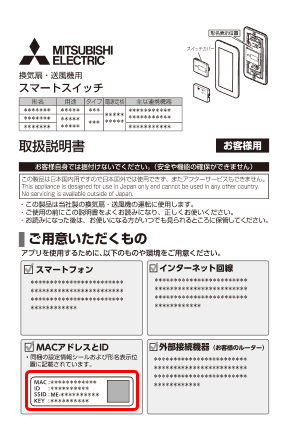 形名表示位置
スイッチカバー
MITSUBISHI
ELECTRIC
換気扇・送風機用
スマートスイッチ
形名 用途 タイプ 電源定格 主な連携機器
******** ***** *** ***** ************
******** ***** *** ***** ************
******** ***** *** ***** ************
取扱説明書
お客様用
お客様自身では据付けないでください。(安全や機能の確保ができません)
この製品は日本国内用ですので日本国外では使用できず、またアフターサービスもできません。
This appliance is designed for use in Japan only and cannot be used in any other country.
No servicing is available outside of Japan.
・この製品は当社製の換気扇・送風機の運転に使用します。
・ご使用の前にこの説明書をよくお読みになり、正しくお使いください。
・お読みになった後は、お使いになる方がいつでも見られるところに保管してください。
ご用意いただくもの
アプリを使用するために、以下のものや環境をご用意ください。
スマートフォン
インターネット回線
MACアドレスとID
・同梱の設定情報シールおよび形名表示位
置に記載されています。
MAC:************
ID :**********
SSID:ME-**********
KEY :**********
外部接続機器(お客様のルーター)